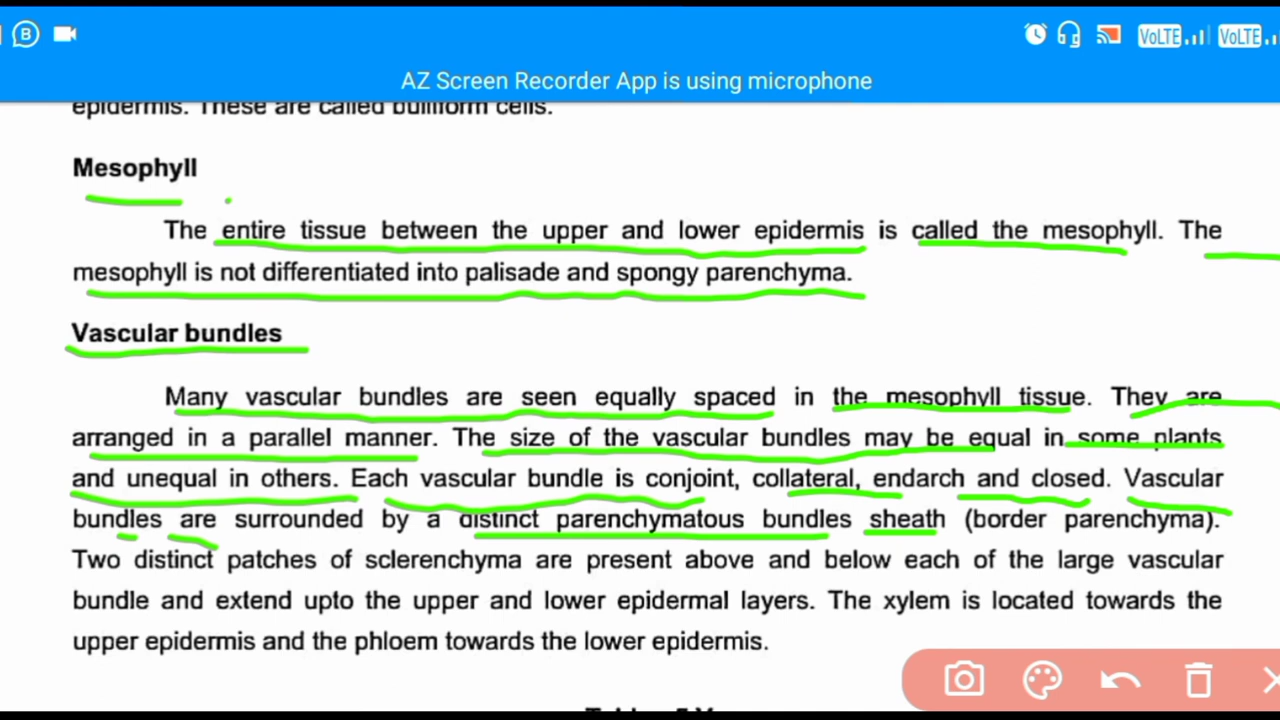 B
VoLTE VoLTE
AZ Screen Recorder App is using microphone
epidermis. These are called bulliform cells.
Mesophyll
The entire tissue between the upper and lower epidermis is called the mesophyll. The
mesophyll is not differentiated into palisade and spongy parenchyma.
Vascular bundles
Many vascular bundles are seen equally spaced in the mesophyll tissue. They are
arranged in a parallel manner. The size of the vascular bundles may be equal in some plants
and unequal in others. Each vascular bundle is conjoint, collateral, endarch and closed. Vascular
bundles are surrounded by a distinct parenchymatous bundles sheath (border parenchyma).
Two distinct patches of sclerenchyma are present above and below each of the large vascular
bundle and extend upto the upper and lower epidermal layers. The xylem is located towards the
upper epidermis and the phloem towards the lower epidermis.